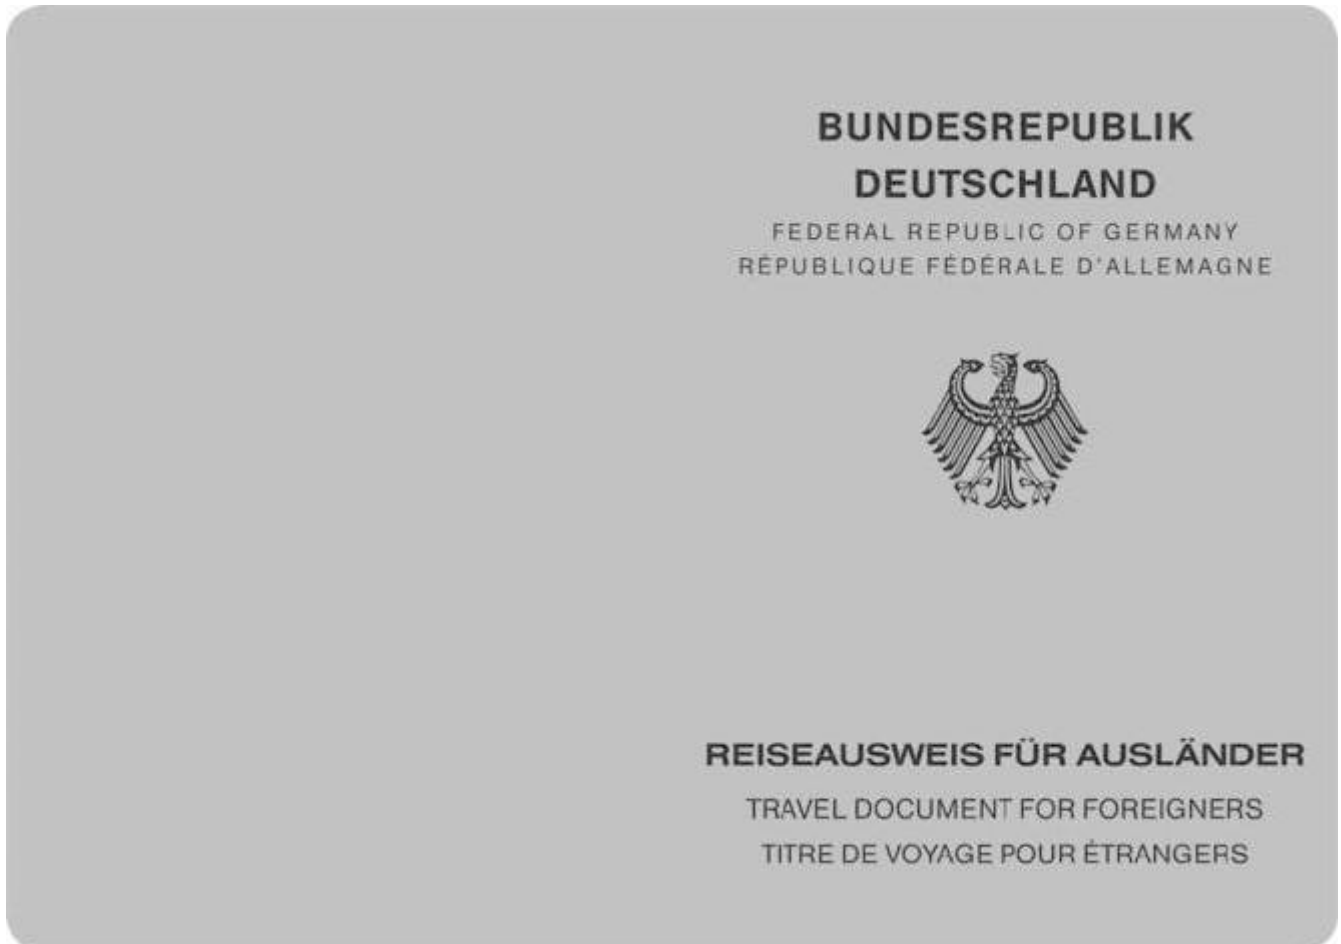 BUNDESREPUBLIK
DEUTSCHLAND
FEDERAL REPUBLIC OF GERMANY
RÉPUBLIQUE FÉDÉRALE D'ALLEMAGNE
REISEAUSWEIS FÜR AUSLÄNDER
TRAVEL DOCUMENT FOR FOREIGNERS
TITRE DE VOYAGE POUR ÉTRANGERS